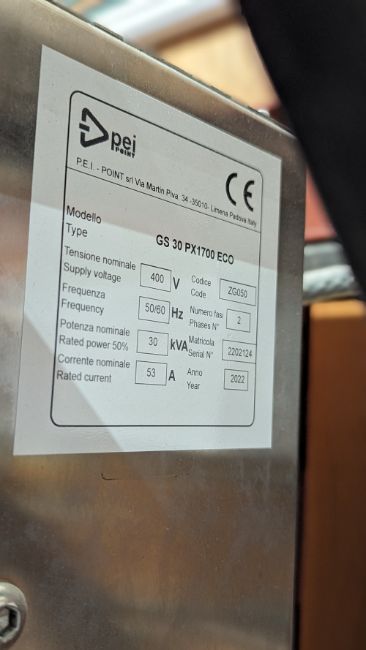 pei
POINT
CE
P.E.I. - POINT srl Via Martin Piva 34 -35010- Limena Padova Italy
Modello
Type
GS 30 PX1700 ECO
Tensione nominale
Supply voltage
400 V
Codice
Code
ZG050
Frequenza
Frequency
50/60 Hz
Numero fasi
Phases N°
2
Potenza nominale
Rated power 50%
30 kVA
Matricola
Serial N°
2202124
Corrente nominale
Rated current
53 A
Anno
Year
2022